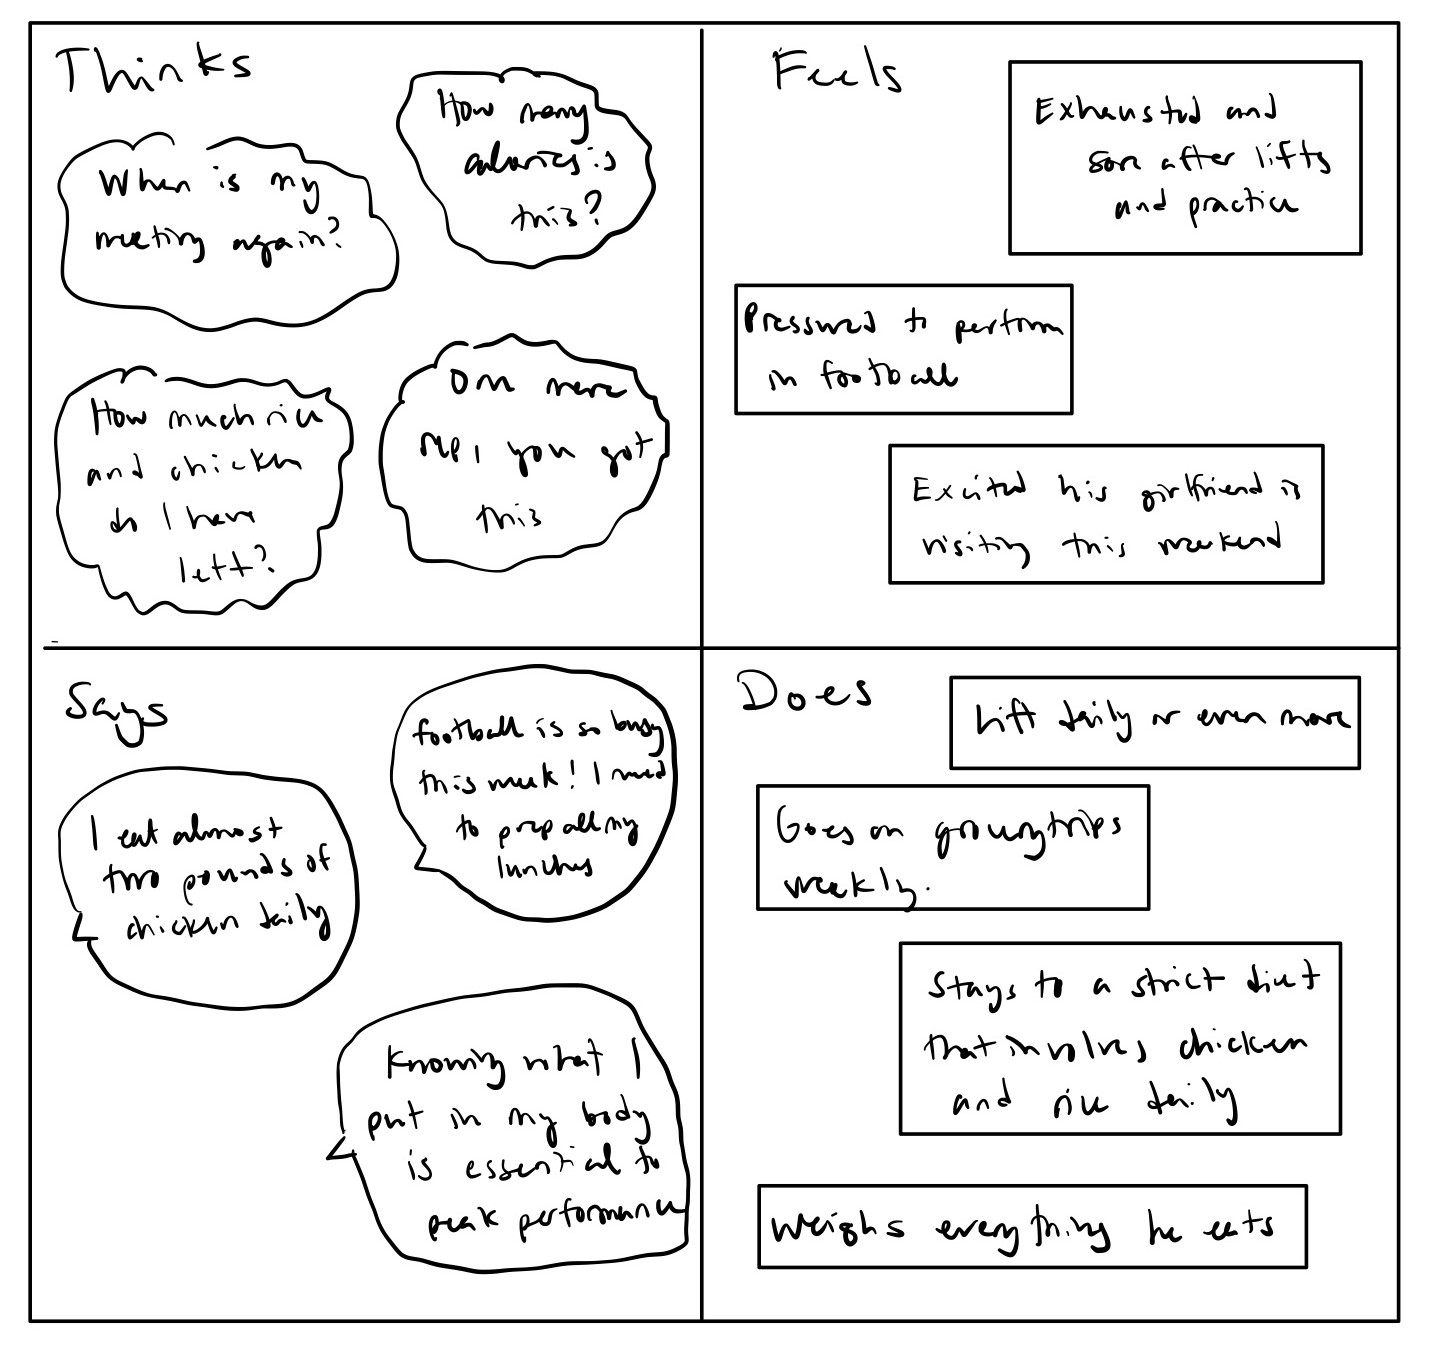 Thinks
When is my
meeting again?
How many
calories is
this?
How much rice
and chicken
do I have
left?
One more
rep, you got
this
Feels
Exhausted and
sore after lifts
and practice
Pressured to perform
in football
Excited his girlfriend is
visiting this weekend
Says
I eat almost
two pounds of
chicken daily
football is so busy
this week! I need
to prep all my
lunches
Knowing what I
put in my body
is essential to
peak performance
Does
Lift daily or even more
Goes on grocery trips
weekly.
Stays to a strict diet
that involves chicken
and rice daily
Weighs everything he eats